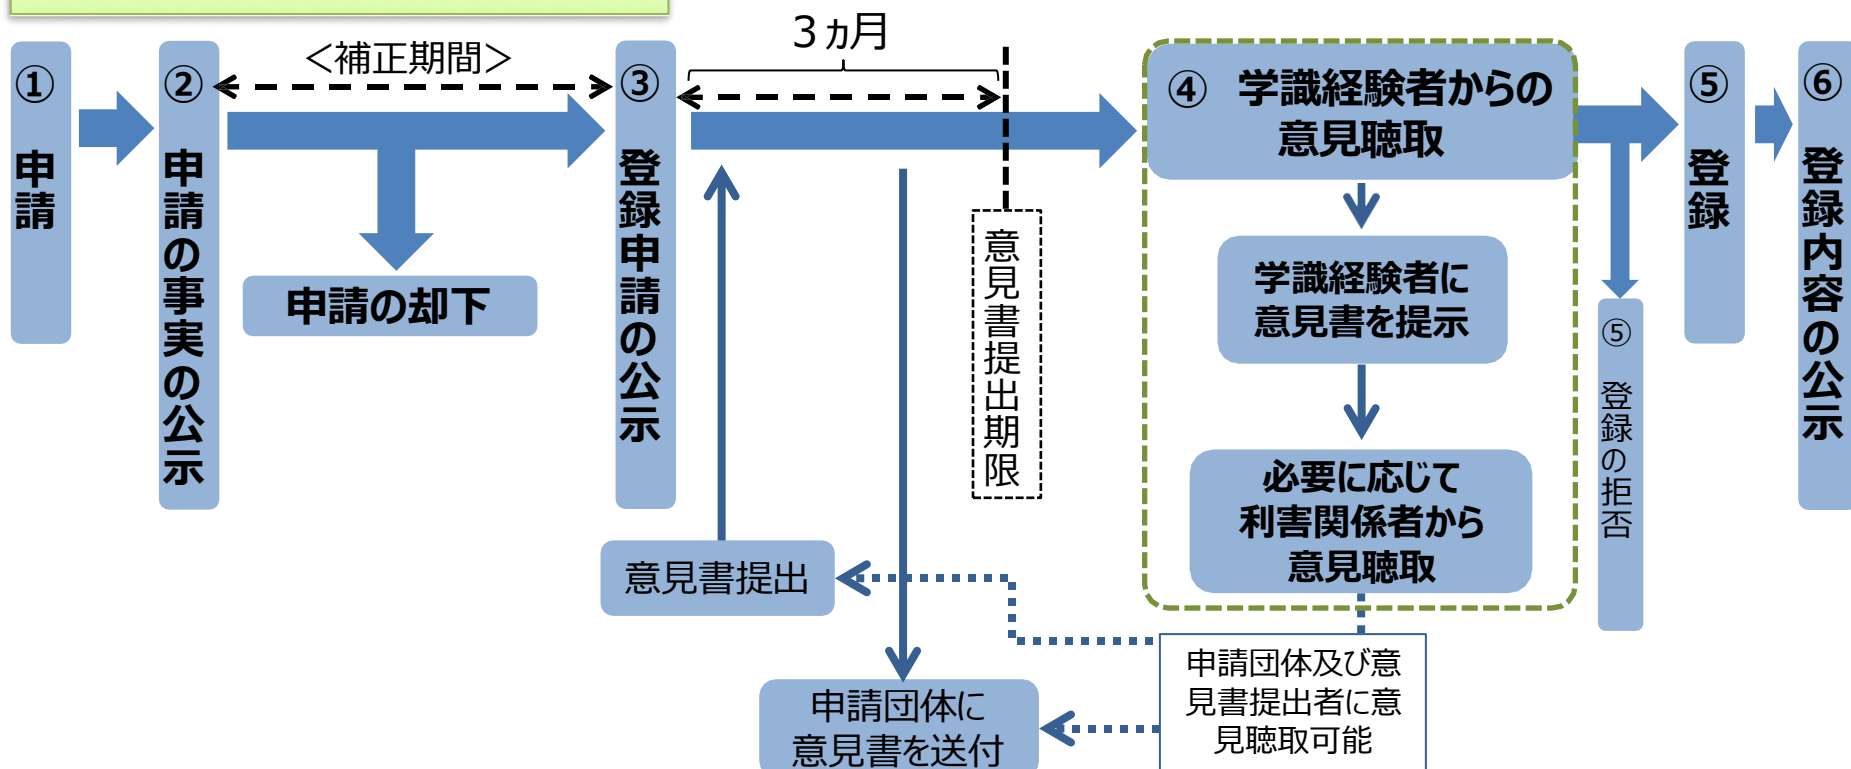 ①
申請
②
申請の事実の公示
＜補正期間＞
申請の却下
③
登録申請の公示
３ヵ月
意見書提出期限
意見書提出
申請団体に
意見書を送付
④ 学識経験者からの
意見聴取
学識経験者に
意見書を提示
必要に応じて
利害関係者から
意見聴取
申請団体及び意
見書提出者に意
見聴取可能
⑤
登録
⑤
登録の拒否
⑥
登録内容の公示